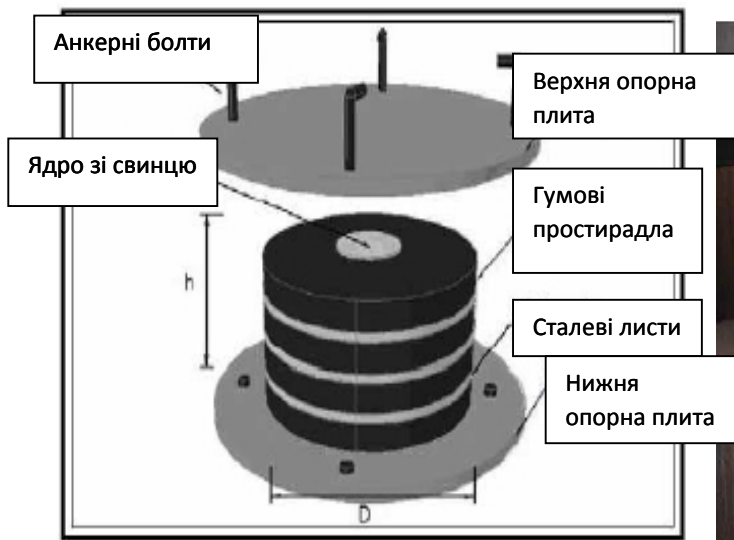 Анкерні болти
Верхня опорна
плита
Ядро зі свинцю
Гумові
простирадла
h
Сталеві листи
Нижня
опорна плита
D